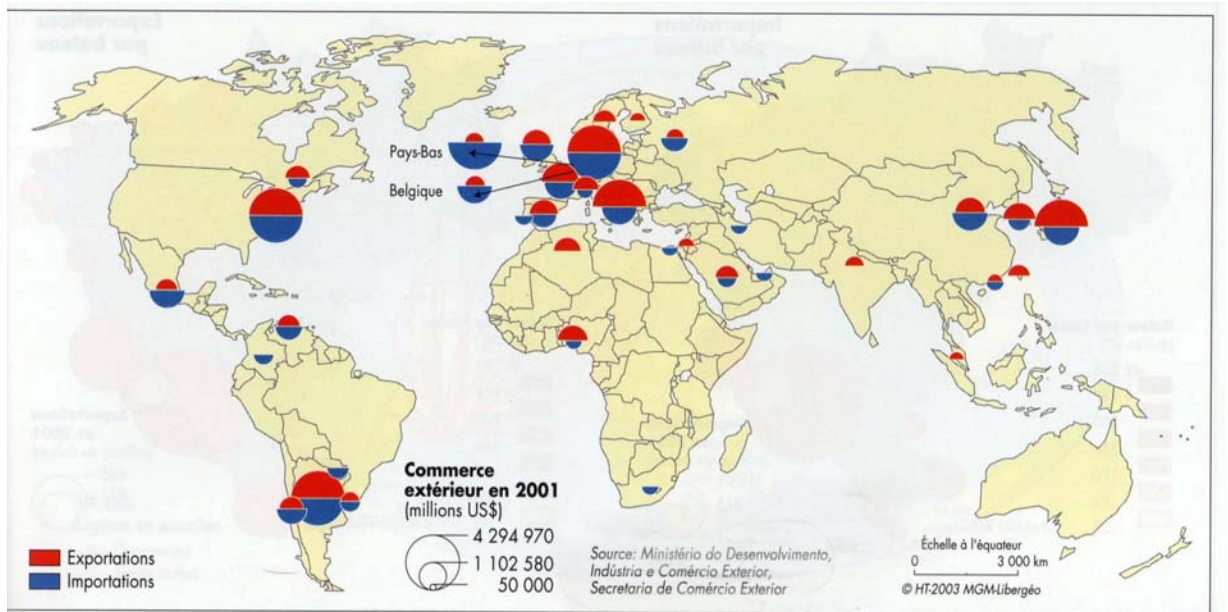 Pays-Bas
Belgique
Commerce
extérieur en 2001
(millions US$)
4 294 970
1 102 580
50 000
Exportations
Importations
Source: Ministério do Desenvolvimento,
Indústria e Comércio Exterior,
Secretaria de Comércio Exterior
Échelle à l'équateur
0 3 000 km
© HT-2003 MGM-Libergéo